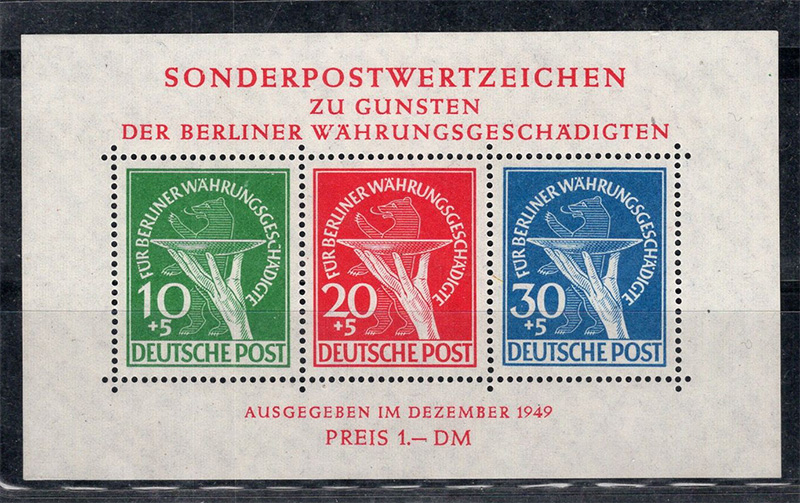 SONDERPOSTWERTZEICHEN
ZU GUNSTEN
DER BERLINER WÄHRUNGSGESCHÄDIGTEN
FÜR BERLINER WÄHRUNGSGESCHÄDIGTE
10
+5
DEUTSCHE POST
FÜR BERLINER WÄHRUNGSGESCHÄDIGTE
20
+5
DEUTSCHE POST
FÜR BERLINER WÄHRUNGSGESCHÄDIGTE
30
+5
DEUTSCHE POST
AUSGEGEBEN IM DEZEMBER 1949
PREIS 1.— DM